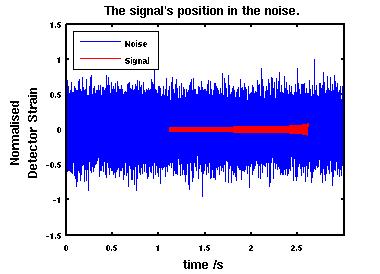 The signal's position in the noise.
Normalised
Detector Strain
1.5
1
0.5
0
-0.5
-1
-1.5
Noise
Signal
0 0.5 1 1.5 2 2.5
time /s